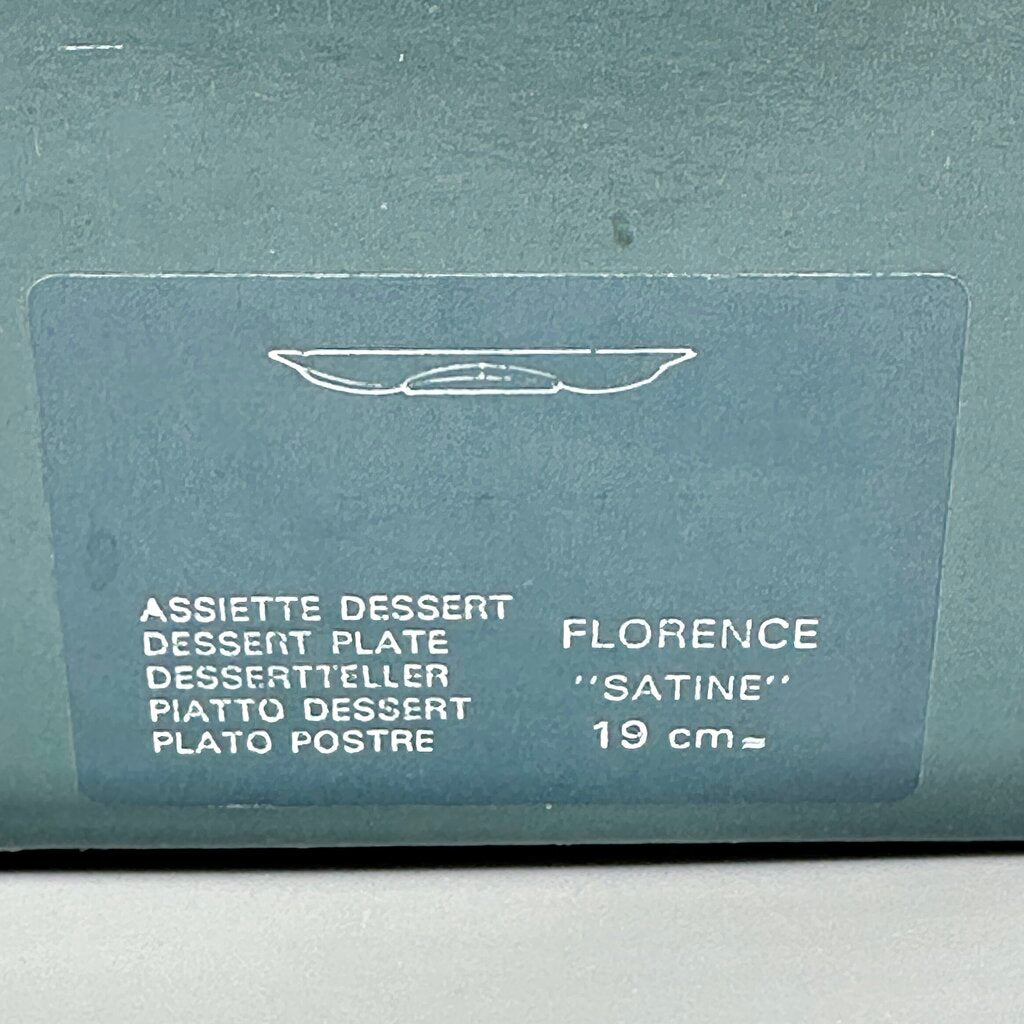 ASSIETTE DESSERT
DESSERT PLATE
DESSERTTELLER
PIATTO DESSERT
PLATO POSTRE
FLORENCE
"SATINE"
19 cm≈